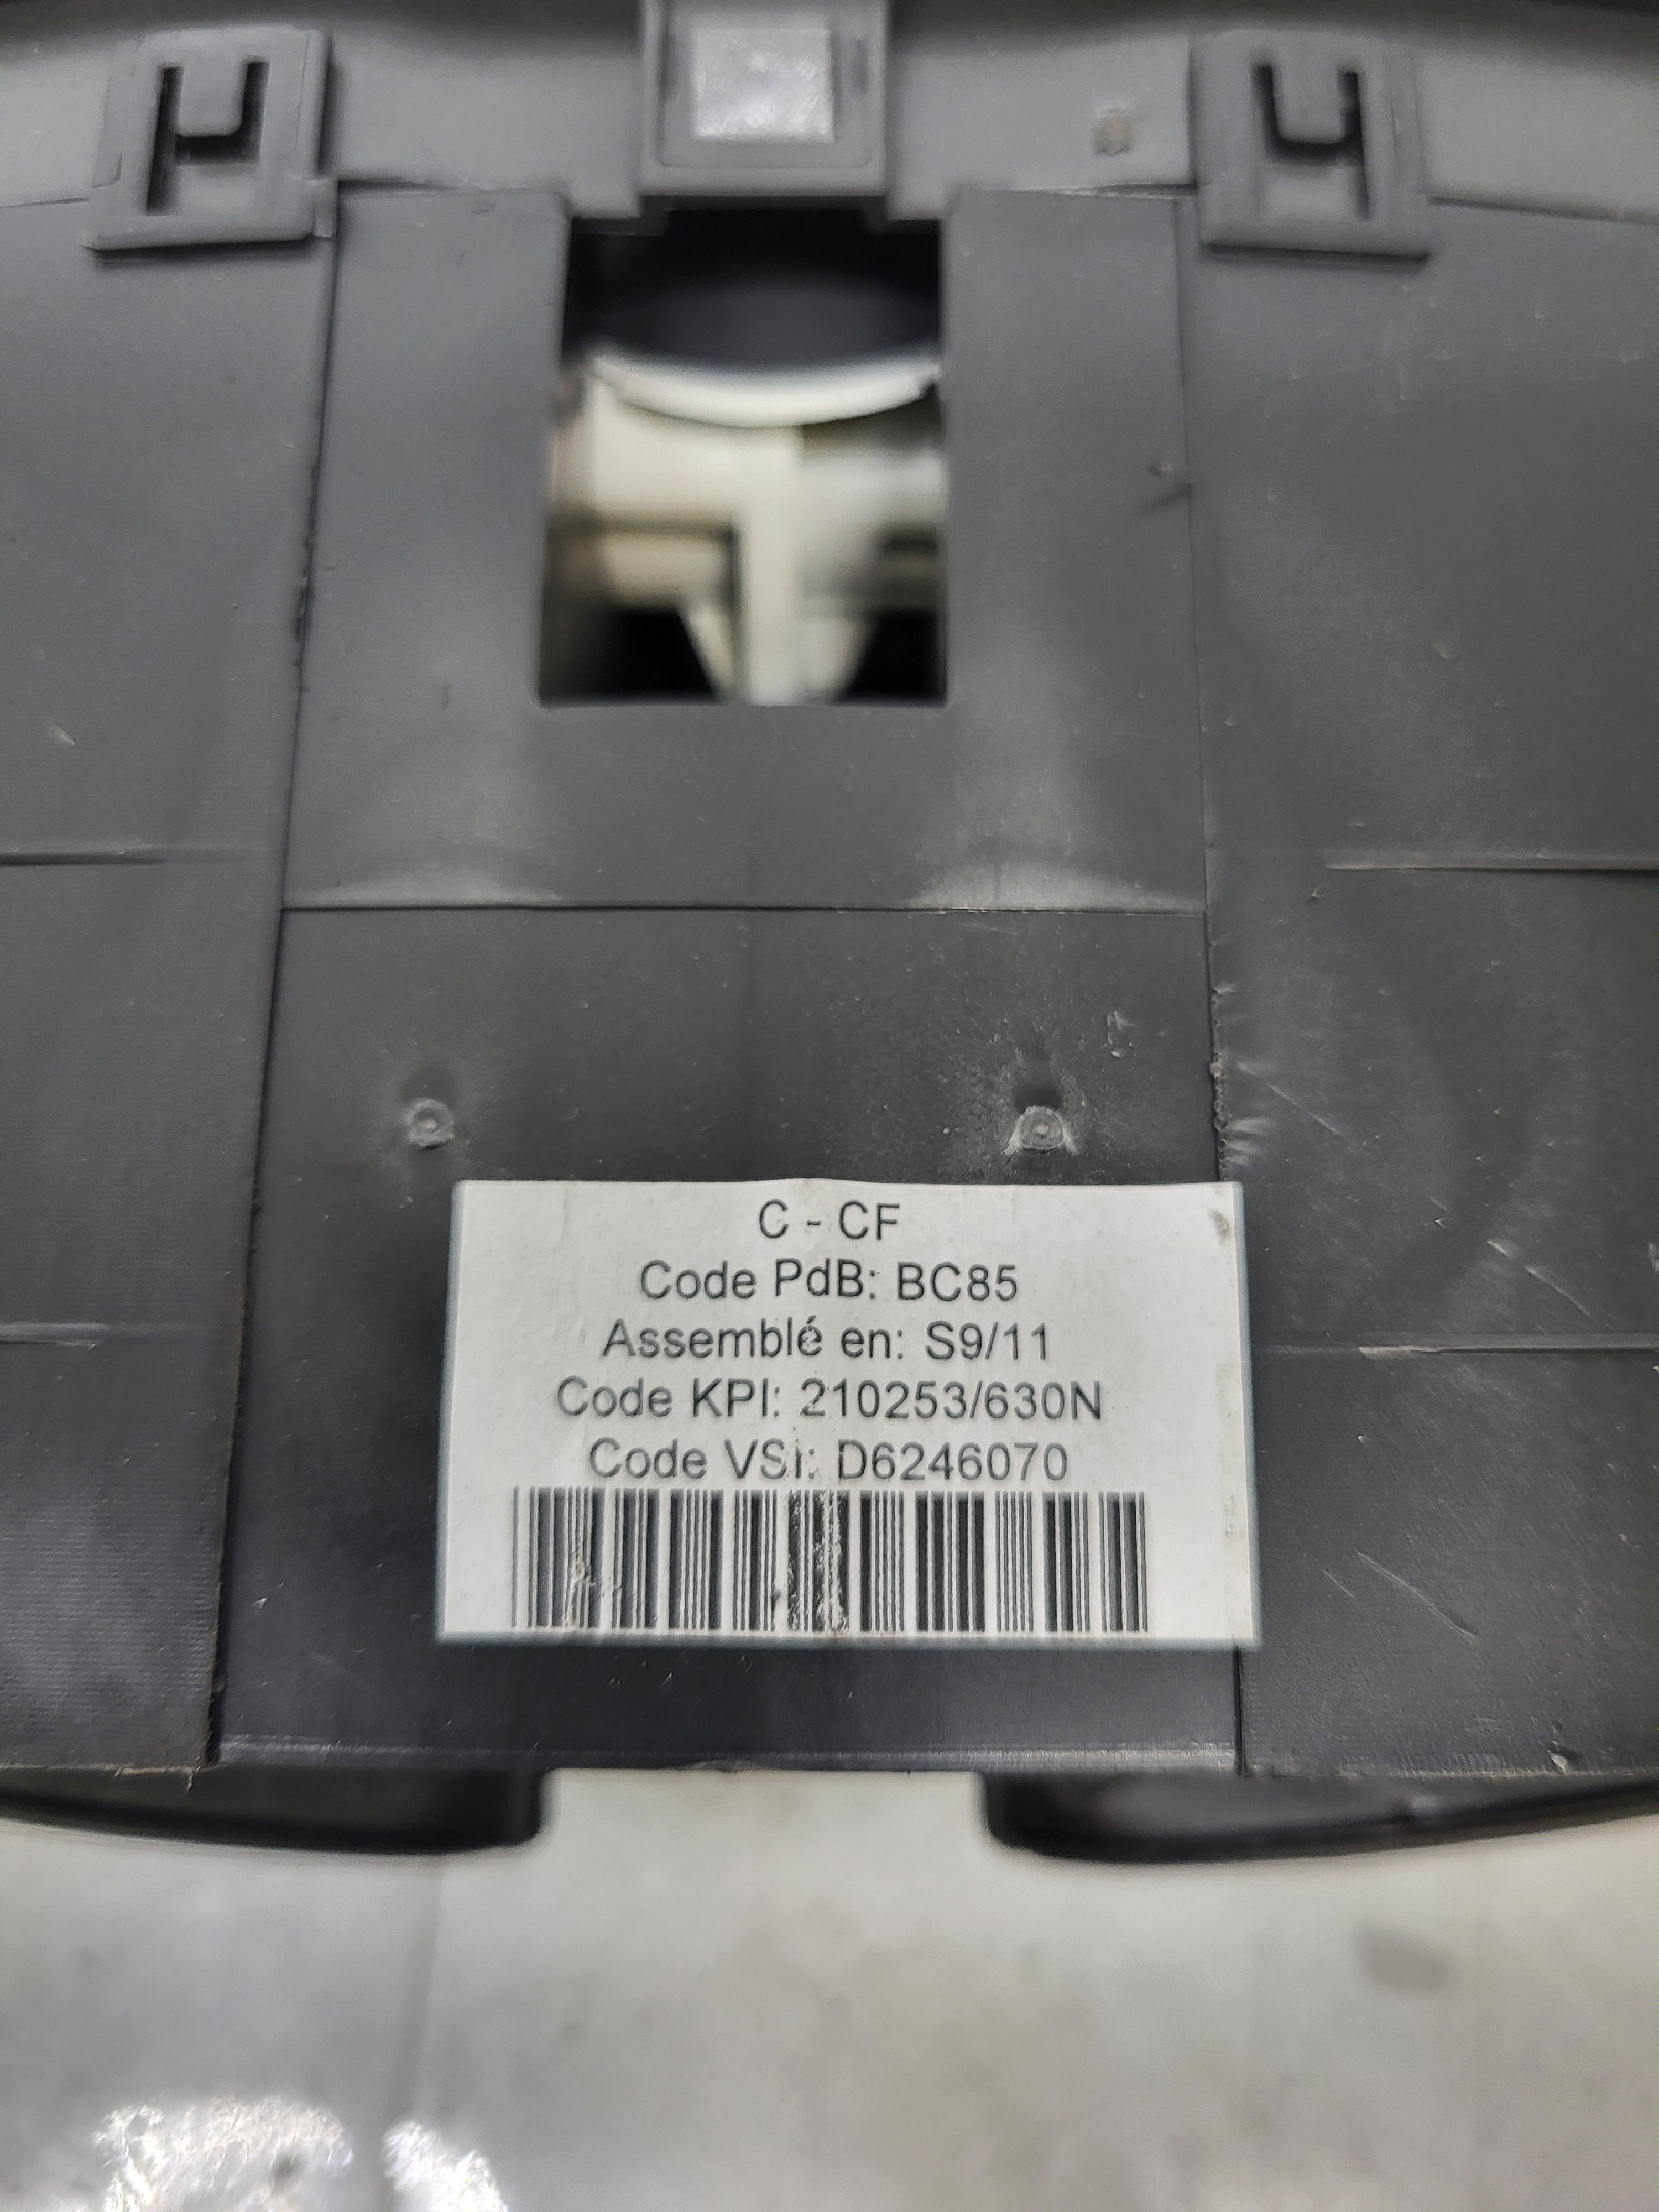 C - CF
Code PdB: BC85
Assemblé en: S9/11
Code KPI: 210253/630N
Code VSI: D6246070